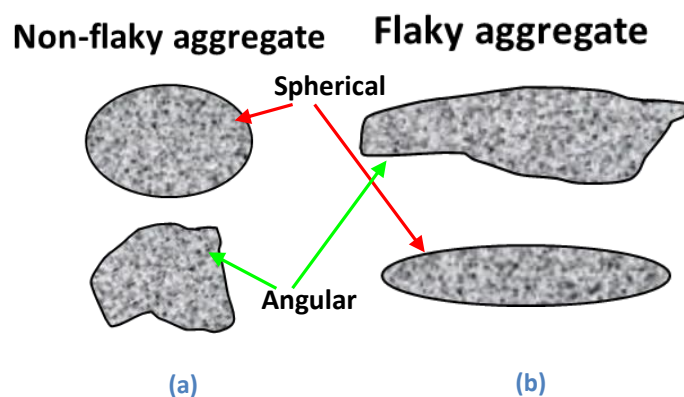 Non-flaky aggregate
Flaky aggregate
Spherical
Angular
(a)
(b)